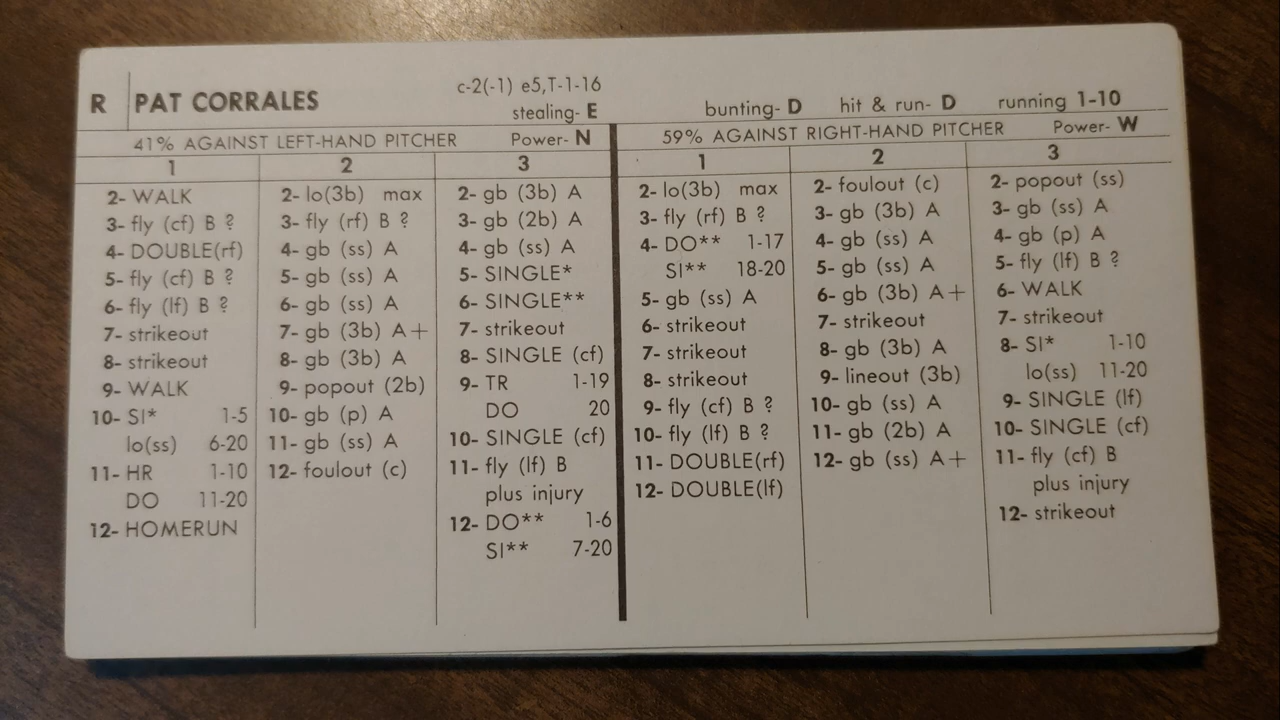 c-2(-1) e5,T-1-16
R PAT CORRALES stealing- E bunting- D hit & run- D running 1-10
41% AGAINST LEFT-HAND PITCHER Power- N
1 2 3
2- WALK
3- fly (cf) B ?
4- DOUBLE(rf)
5- fly (cf) B ?
6- fly (lf) B ?
7- strikeout
8- strikeout
9- WALK
10- SI* 1-5
lo(ss) 6-20
11- HR 1-10
DO 11-20
12- HOMERUN
2- lo(3b) max
3- fly (rf) B ?
4- gb (ss) A
5- gb (ss) A
6- gb (ss) A
7- gb (3b) A+
8- gb (3b) A
9- popout (2b)
10- gb (p) A
11- gb (ss) A
12- foulout (c)
2- gb (3b) A
3- gb (2b) A
4- gb (ss) A
5- SINGLE*
6- SINGLE**
7- strikeout
8- SINGLE (cf)
9- TR 1-19
DO 20
10- SINGLE (cf)
11- fly (lf) B
plus injury
12- DO** 1-6
SI** 7-20
59% AGAINST RIGHT-HAND PITCHER Power- W
1 2 3
2- lo(3b) max
3- fly (rf) B ?
4- DO** 1-17
SI** 18-20
5- gb (ss) A
6- strikeout
7- strikeout
8- strikeout
9- fly (cf) B ?
10- fly (lf) B ?
11- DOUBLE(rf)
12- DOUBLE(lf)
2- foulout (c)
3- gb (3b) A
4- gb (ss) A
5- gb (ss) A
6- gb (3b) A+
7- strikeout
8- gb (3b) A
9- lineout (3b)
10- gb (ss) A
11- gb (2b) A
12- gb (ss) A+
2- popout (ss)
3- gb (ss) A
4- gb (p) A
5- fly (lf) B ?
6- WALK
7- strikeout
8- SI* 1-10
lo(ss) 11-20
9- SINGLE (lf)
10- SINGLE (cf)
11- fly (cf) B
plus injury
12- strikeout